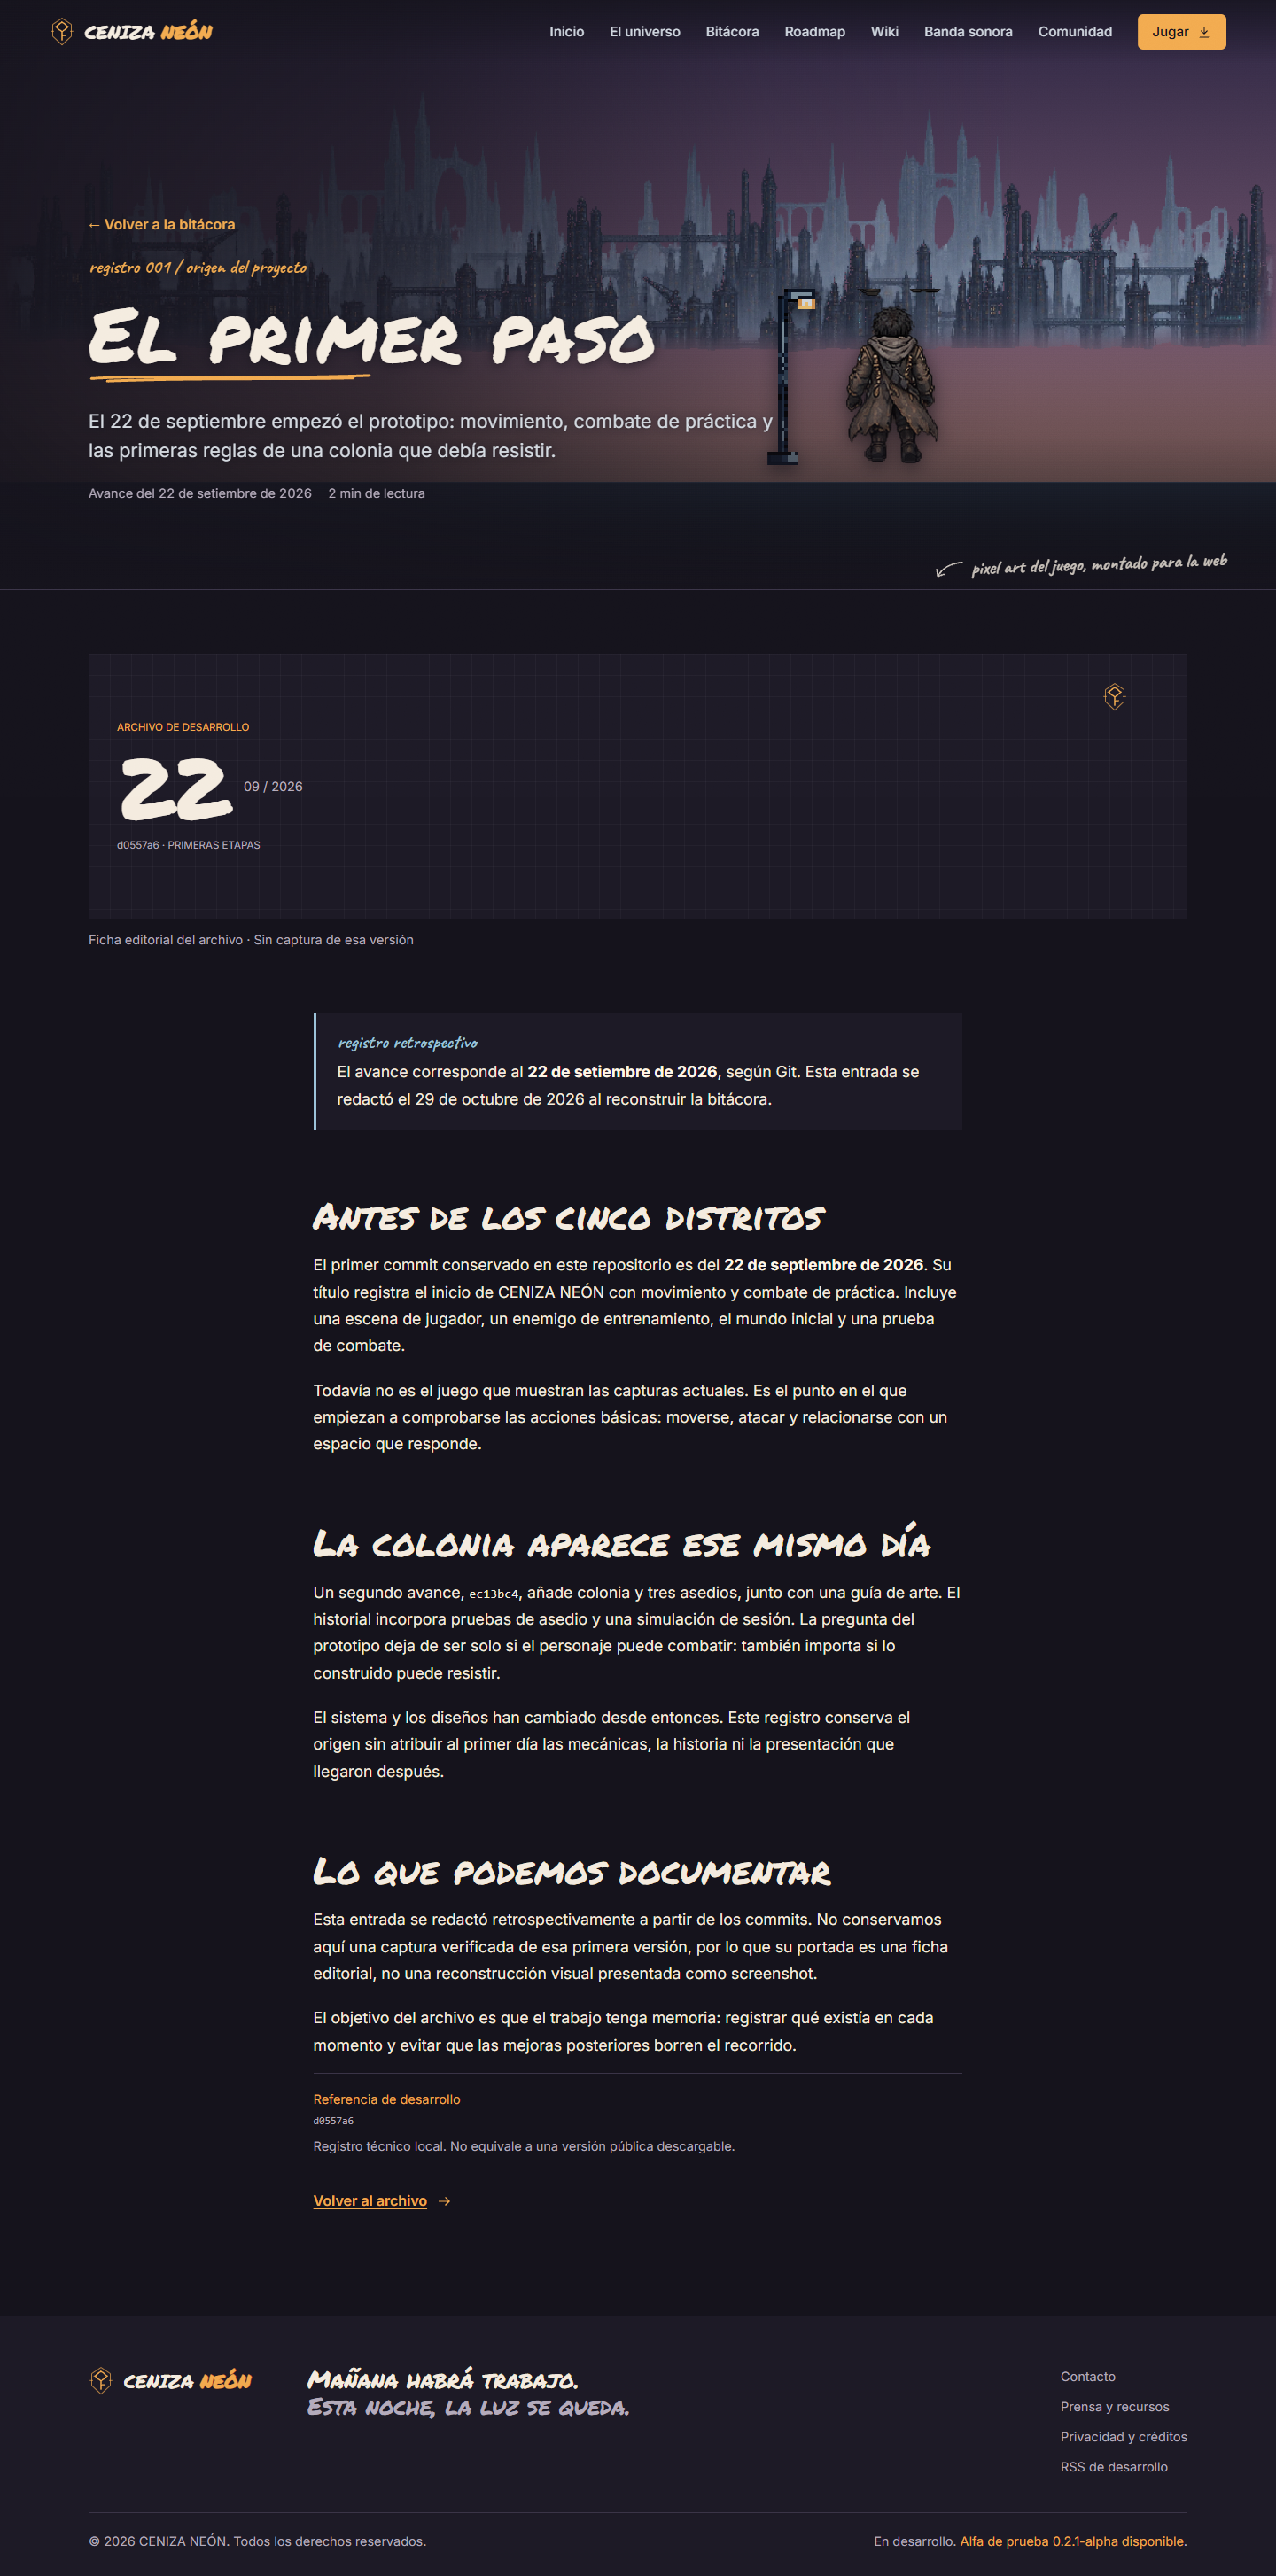 CENIZA NEÓN
Inicio
El universo
Bitácora
Roadmap
Wiki
Banda sonora
Comunidad
Jugar
← Volver a la bitácora
registro 001 / origen del proyecto
El primer paso
El 22 de septiembre empezó el prototipo: movimiento, combate de práctica y
las primeras reglas de una colonia que debía resistir.
Avance del 22 de setiembre de 2026 2 min de lectura
pixel art del juego, montado para la web
ARCHIVO DE DESARROLLO
22 09 / 2026
d0557a6 · PRIMERAS ETAPAS
Ficha editorial del archivo · Sin captura de esa versión
registro retrospectivo
El avance corresponde al 22 de setiembre de 2026, según Git. Esta entrada se
redactó el 29 de octubre de 2026 al reconstruir la bitácora.
Antes de los cinco distritos
El primer commit conservado en este repositorio es del 22 de septiembre de 2026. Su
título registra el inicio de CENIZA NEÓN con movimiento y combate de práctica. Incluye
una escena de jugador, un enemigo de entrenamiento, el mundo inicial y una prueba
de combate.
Todavía no es el juego que muestran las capturas actuales. Es el punto en el que
empiezan a comprobarse las acciones básicas: moverse, atacar y relacionarse con un
espacio que responde.
La colonia aparece ese mismo día
Un segundo avance, ec13bc4, añade colonia y tres asedios, junto con una guía de arte. El
historial incorpora pruebas de asedio y una simulación de sesión. La pregunta del
prototipo deja de ser solo si el personaje puede combatir: también importa si lo
construido puede resistir.
El sistema y los diseños han cambiado desde entonces. Este registro conserva el
origen sin atribuir al primer día las mecánicas, la historia ni la presentación que
llegaron después.
Lo que podemos documentar
Esta entrada se redactó retrospectivamente a partir de los commits. No conservamos
aquí una captura verificada de esa primera versión, por lo que su portada es una ficha
editorial, no una reconstrucción visual presentada como screenshot.
El objetivo del archivo es que el trabajo tenga memoria: registrar qué existía en cada
momento y evitar que las mejoras posteriores borren el recorrido.
Referencia de desarrollo
d0557a6
Registro técnico local. No equivale a una versión pública descargable.
Volver al archivo →
CENIZA NEÓN
Mañana habrá trabajo.
Esta noche, la luz se queda.
Contacto
Prensa y recursos
Privacidad y créditos
RSS de desarrollo
© 2026 CENIZA NEÓN. Todos los derechos reservados.
En desarrollo. Alfa de prueba 0.2.1-alpha disponible.